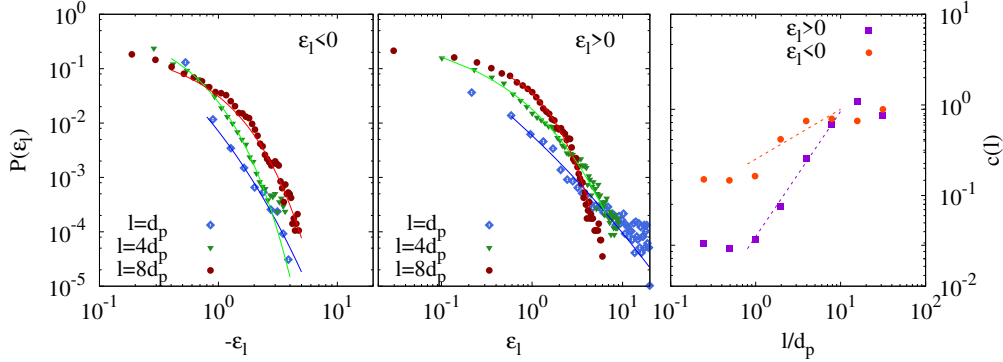 ε_l<0
P(ε_l)
10^0
10^-1
10^-2
10^-3
10^-4
10^-5
l=d_p
l=4d_p
l=8d_p
10^-1 10^0 10^1
-ε_l
ε_l>0
l=d_p
l=4d_p
l=8d_p
10^-1 10^0 10^1
ε_l
ε_l>0
ε_l<0
10^1
10^0
10^-1
10^-2
c(l)
10^-1 10^0 10^1 10^2
l/d_p